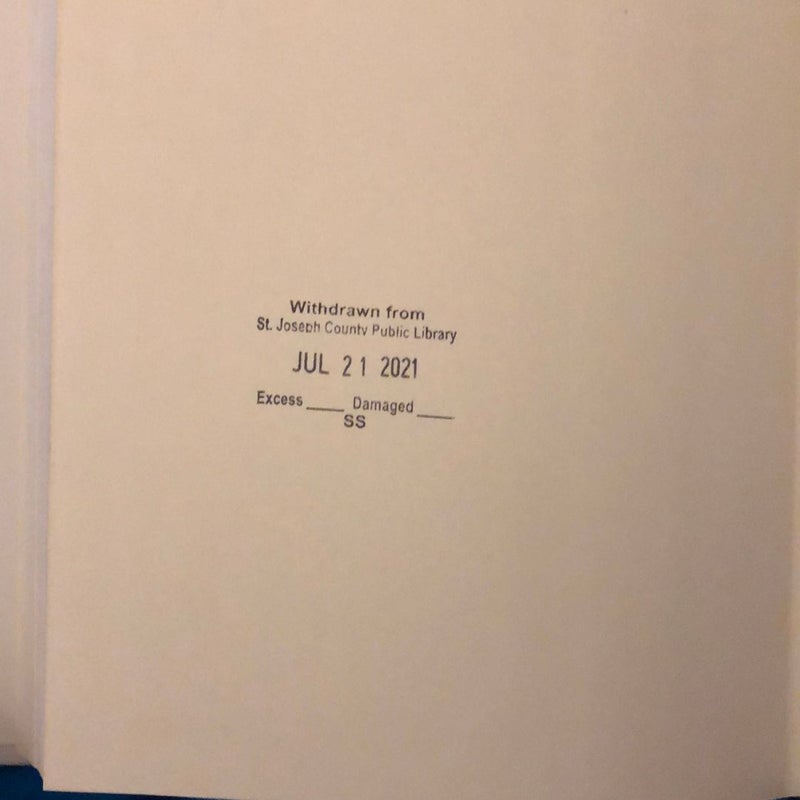 Withdrawn from
St. Joseph County Public Library
JUL 21 2021
Excess ____ Damaged ____
SS